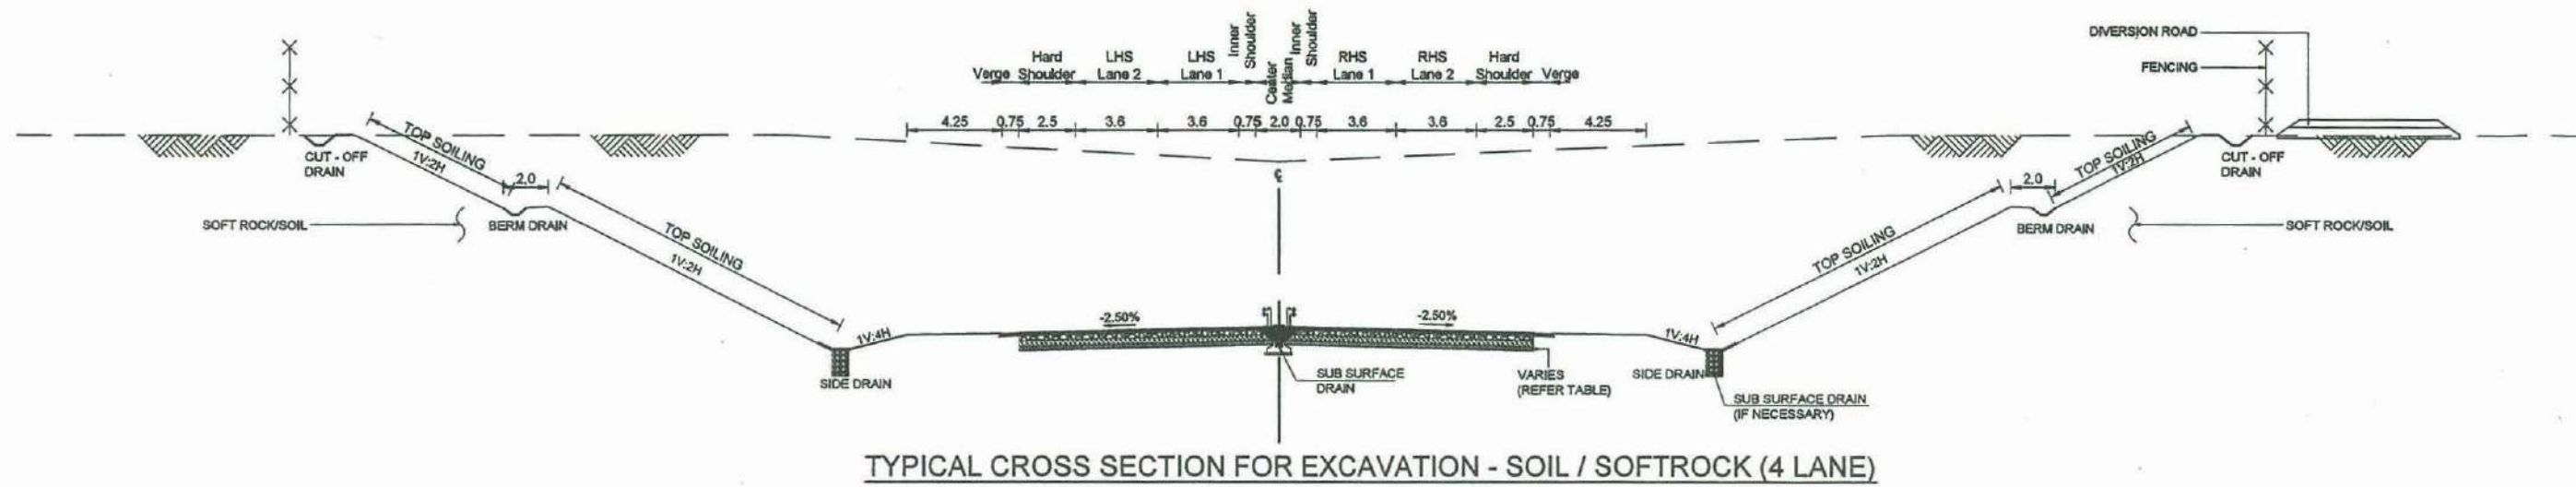 DIVERSION ROAD
FENCING
Verge
Hard
Shoulder
LHS
Lane 2
LHS
Lane 1
Inner
Shoulder
Center
Median
Inner
Shoulder
RHS
Lane 1
RHS
Lane 2
Hard
Shoulder
Verge
4.25 0.75 2.5 3.6 3.6 0.75 2.0 0.75 3.6 3.6 2.5 0.75 4.25
CUT - OFF
DRAIN
TOP SOILING
1V:2H
2.0
BERM DRAIN
SOFT ROCK/SOIL
TOP SOILING
1V:2H
SIDE DRAIN
1V:4H
-2.50%
℄
-2.50%
SUB SURFACE
DRAIN
VARIES
(REFER TABLE)
1V:4H
SIDE DRAIN
SUB SURFACE DRAIN
(IF NECESSARY)
TOP SOILING
1V:2H
2.0
BERM DRAIN
TOP SOILING
1V:2H
CUT - OFF
DRAIN
SOFT ROCK/SOIL
TYPICAL CROSS SECTION FOR EXCAVATION - SOIL / SOFTROCK (4 LANE)